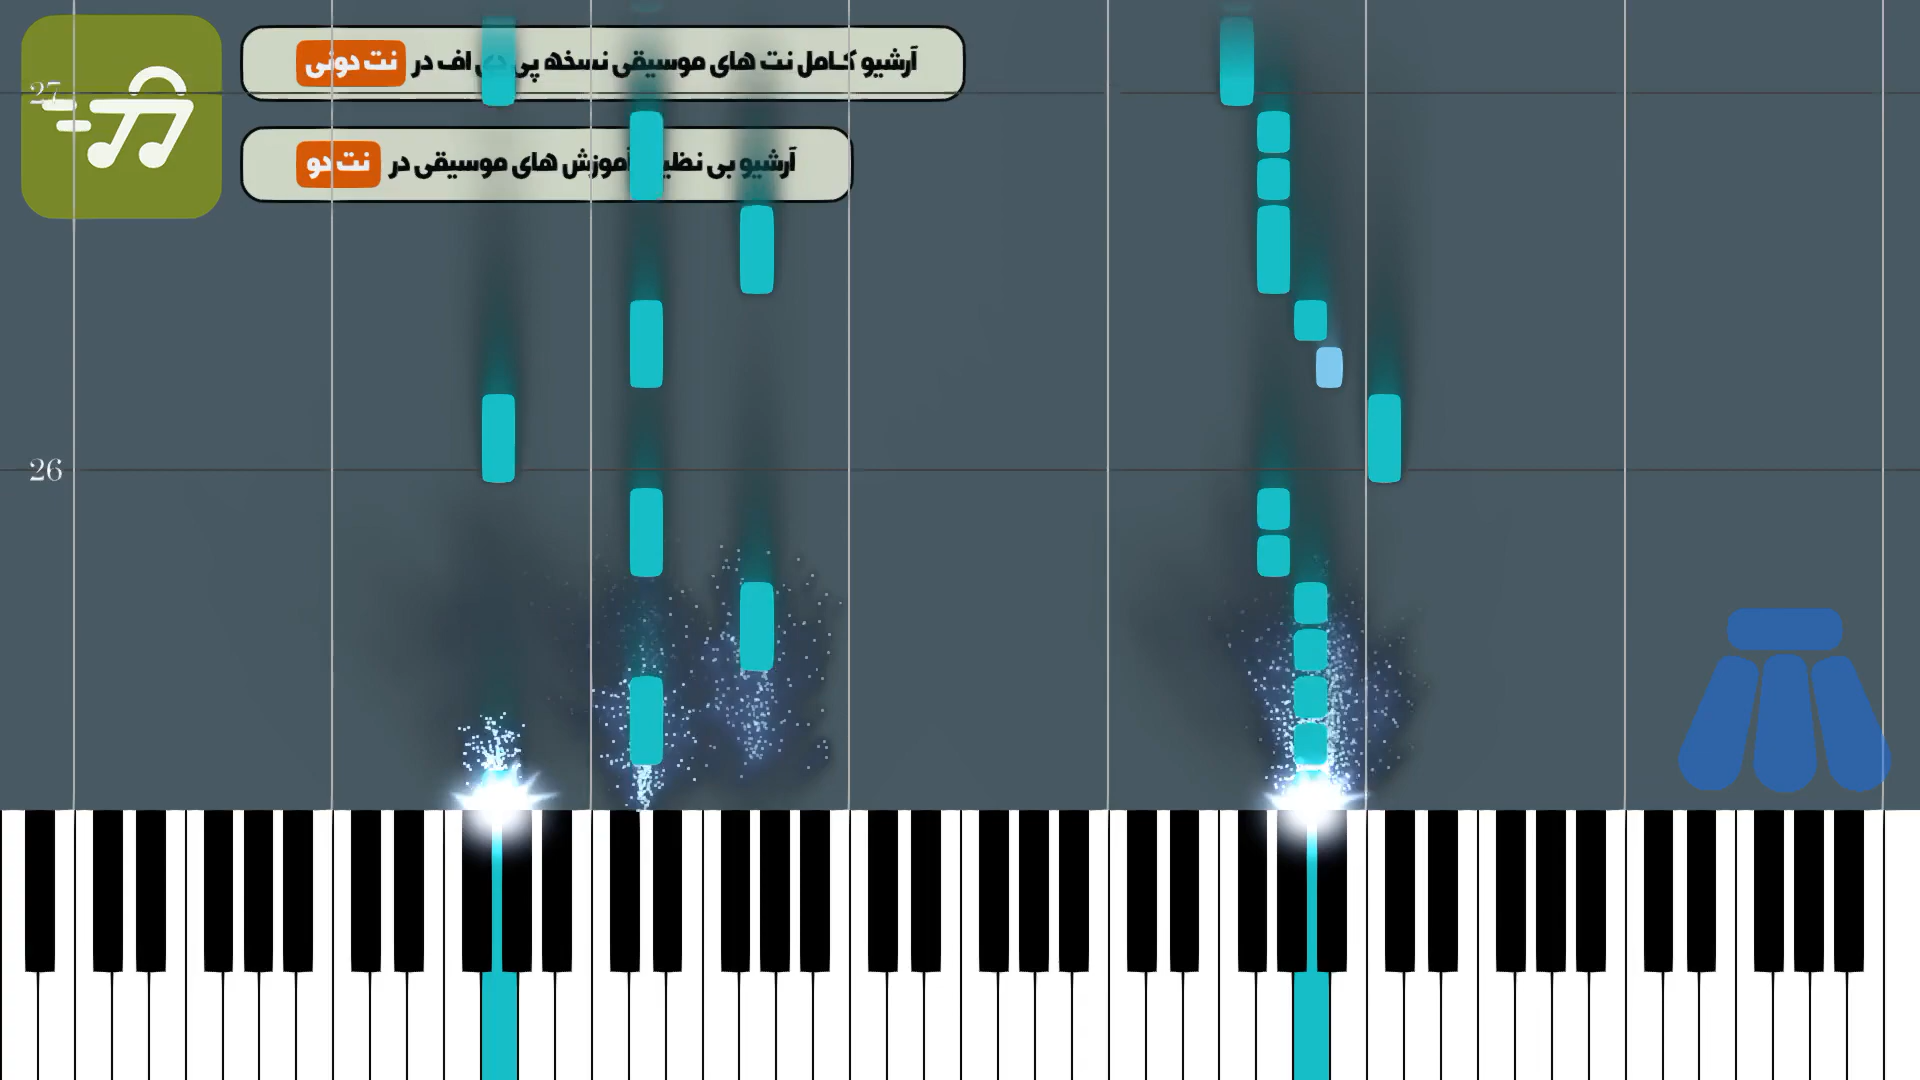 آرشیو کامل نت های موسیقی نسخه پی دی اف در نت دونی
27
آرشیو بی نظیر آموزش های موسیقی در نت دو
26